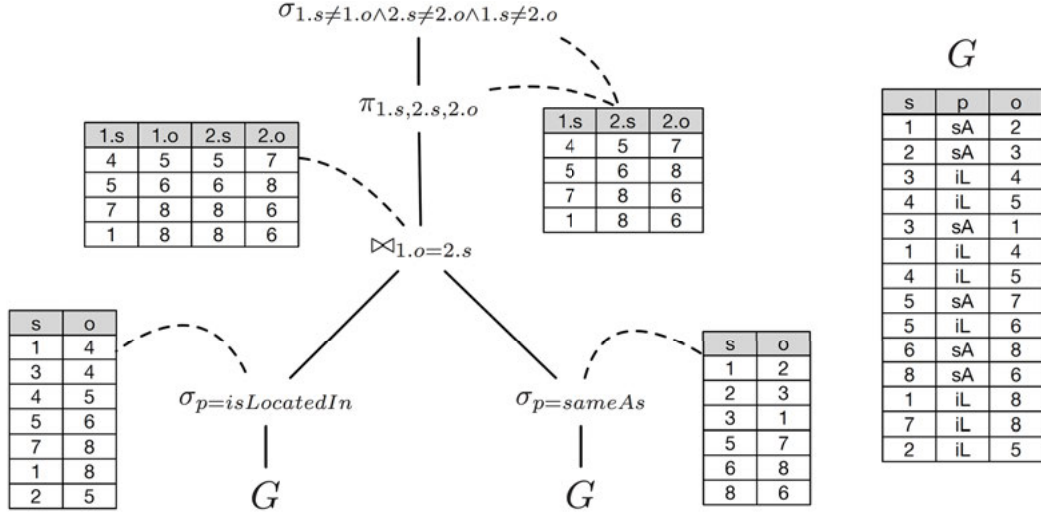 σ1.s≠1.o∧2.s≠2.o∧1.s≠2.o
π1.s,2.s,2.o
1.s 1.o 2.s 2.o
4 5 5 7
5 6 6 8
7 8 8 6
1 8 8 6
1.s 2.s 2.o
4 5 7
5 6 8
7 8 6
1 8 6
⋈1.o=2.s
s o
1 4
3 4
4 5
5 6
7 8
1 8
2 5
σp=isLocatedIn
G
σp=sameAs
G
s o
1 2
2 3
3 1
5 7
6 8
8 6
G
s p o
1 sA 2
2 sA 3
3 iL 4
4 iL 5
3 sA 1
1 iL 4
4 iL 5
5 sA 7
5 iL 6
6 sA 8
8 sA 6
1 iL 8
7 iL 8
2 iL 5